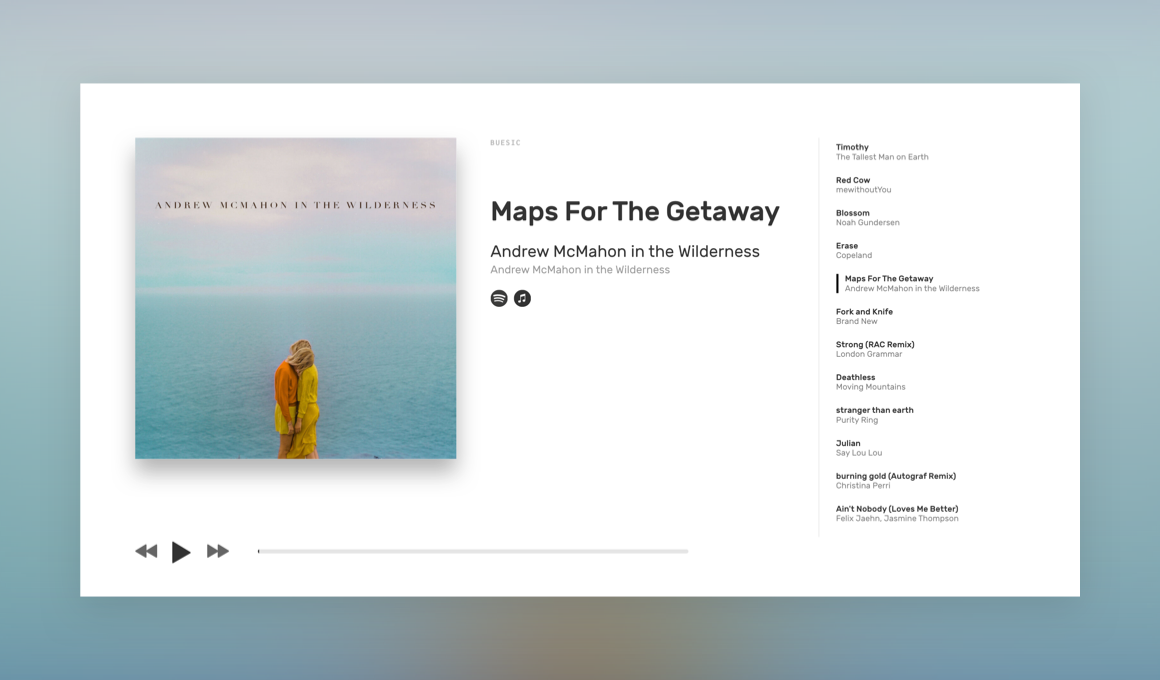 ANDREW MCMAHON IN THE WILDERNESS
BUESIC
Maps For The Getaway
Andrew McMahon in the Wilderness
Andrew McMahon in the Wilderness
Timothy
The Tallest Man on Earth
Red Cow
mewithoutYou
Blossom
Noah Gundersen
Erase
Copeland
Maps For The Getaway
Andrew McMahon in the Wilderness
Fork and Knife
Brand New
Strong (RAC Remix)
London Grammar
Deathless
Moving Mountains
stranger than earth
Purity Ring
Julian
Say Lou Lou
burning gold (Autograf Remix)
Christina Perri
Ain't Nobody (Loves Me Better)
Felix Jaehn, Jasmine Thompson